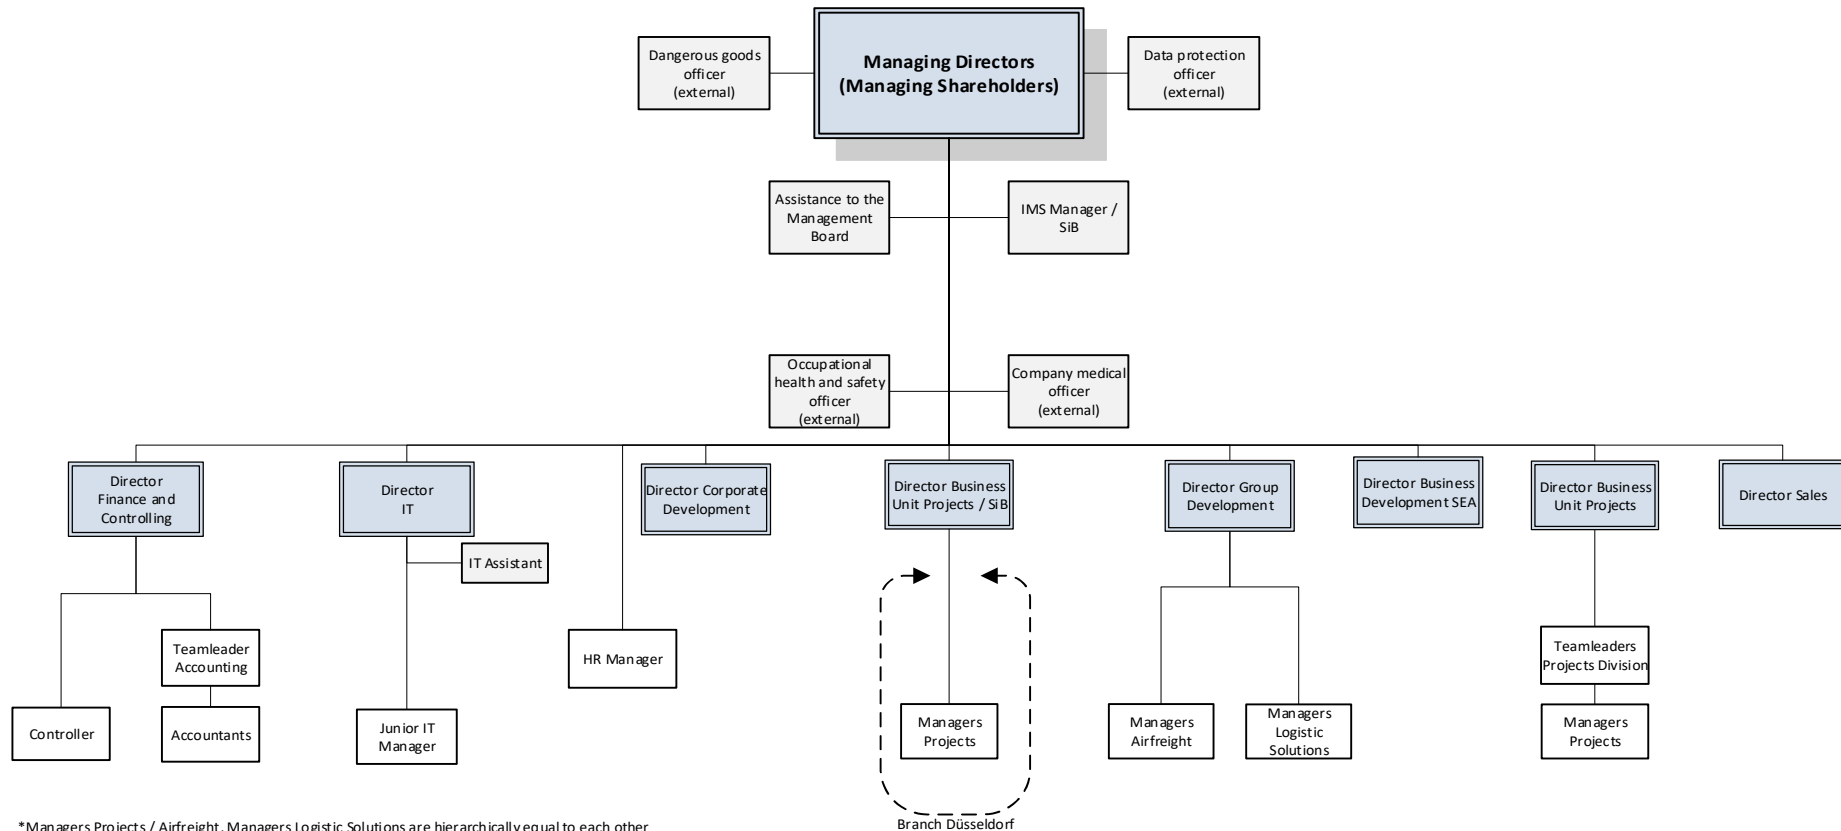 Dangerous goods
officer
(external)
Managing Directors
(Managing Shareholders)
Data protection
officer
(external)
Assistance to the
Management
Board
IMS Manager /
SiB
Occupational
health and safety
officer
(external)
Company medical
officer
(external)
Director
Finance and
Controlling
Director
IT
Director Corporate
Development
Director Business
Unit Projects / SiB
Director Group
Development
Director Business
Development SEA
Director Business
Unit Projects
Director Sales
IT Assistant
Teamleader
Accounting
HR Manager
Teamleaders
Projects Division
Controller
Accountants
Junior IT
Manager
Managers
Projects
Managers
Airfreight
Managers
Logistic
Solutions
Managers
Projects
Branch Düsseldorf
*Managers Projects / Airfreight, Managers Logistic Solutions are hierarchically equal to each other